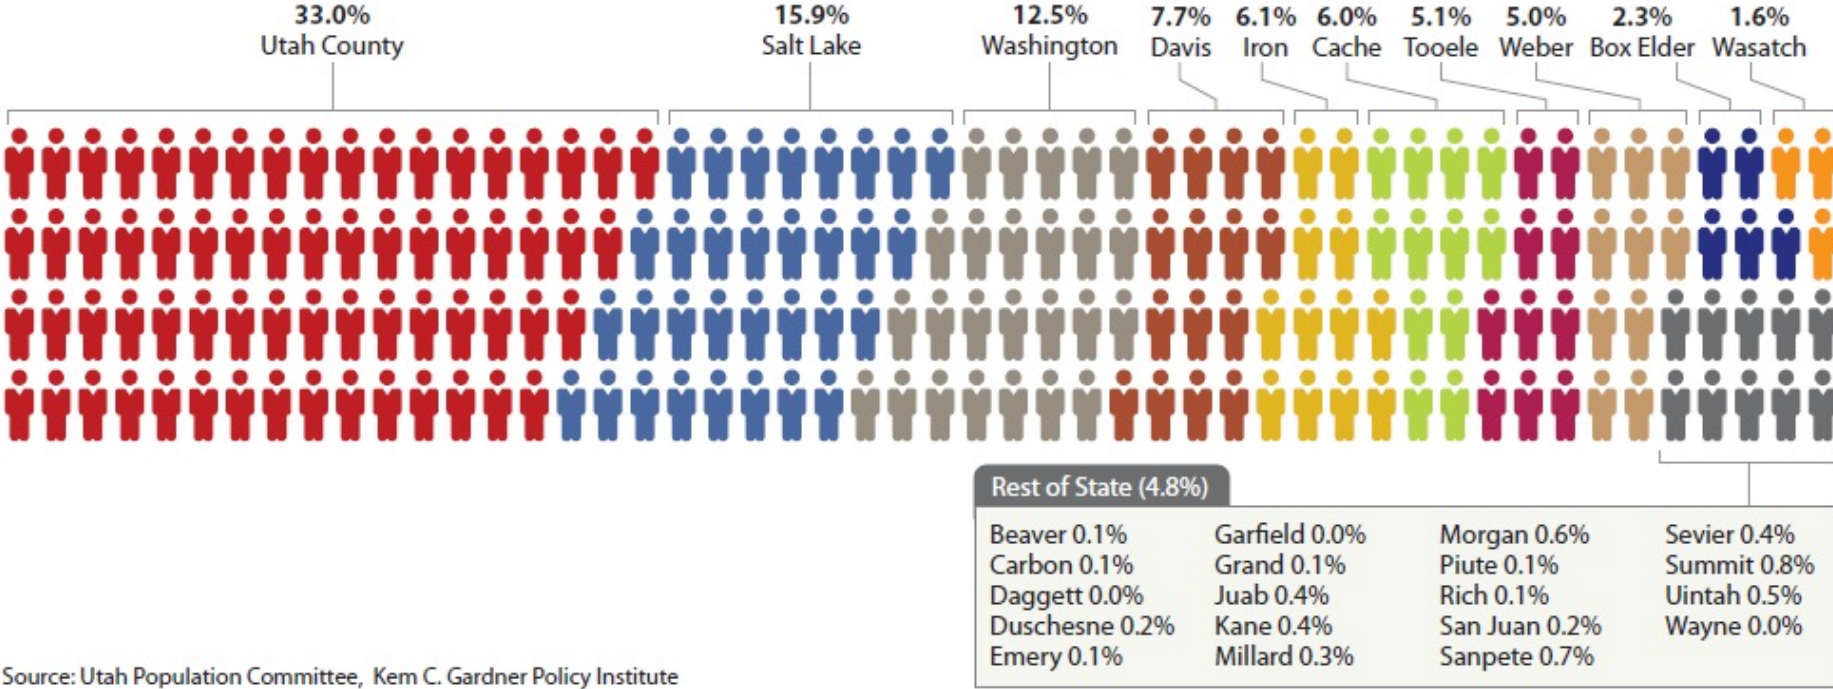 33.0% 15.9% 12.5% 7.7% 6.1% 6.0% 5.1% 5.0% 2.3% 1.6%
Utah County Salt Lake Washington Davis Iron Cache Tooele Weber Box Elder Wasatch
Rest of State (4.8%)
Beaver 0.1% Garfield 0.0% Morgan 0.6% Sevier 0.4%
Carbon 0.1% Grand 0.1% Piute 0.1% Summit 0.8%
Daggett 0.0% Juab 0.4% Rich 0.1% Uintah 0.5%
Duschesne 0.2% Kane 0.4% San Juan 0.2% Wayne 0.0%
Emery 0.1% Millard 0.3% Sanpete 0.7%
Source: Utah Population Committee, Kem C. Gardner Policy Institute